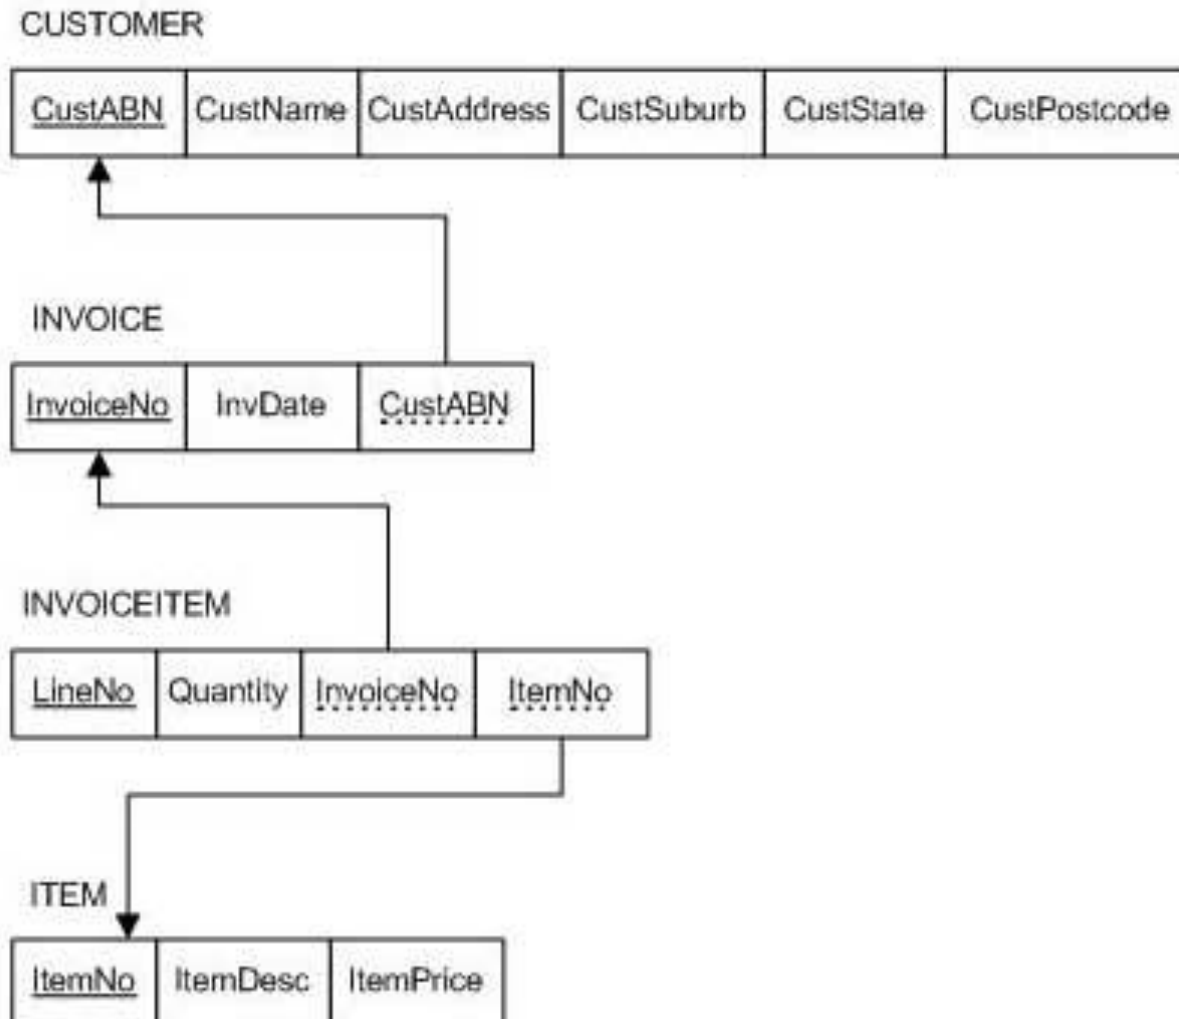 CUSTOMER
CustABN CustName CustAddress CustSuburb CustState CustPostcode
INVOICE
InvoiceNo InvDate CustABN
INVOICEITEM
LineNo Quantity InvoiceNo ItemNo
ITEM
ItemNo ItemDesc ItemPrice